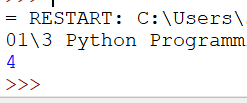 = RESTART: C:\Users\
01\3 Python Programm
4
>>>